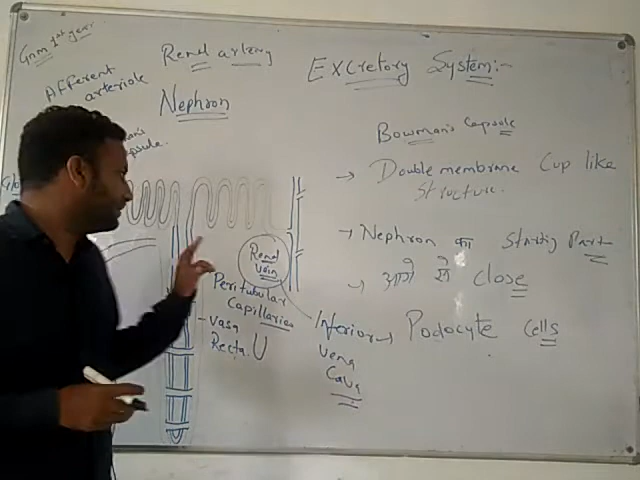 Gnm 1st year.
Renal artery
Excretory System:-
Afferent
arteriole
Nephron
Bowman's Capsule
→ Double membrane Cup like
Structure.
→ Nephron का Starting Part
→ आगे से Close
Podocyte Cells
Renal
Vein
Peritubular
Capillaries
- Vasa
Recta U
Inferior
Vena
Cava